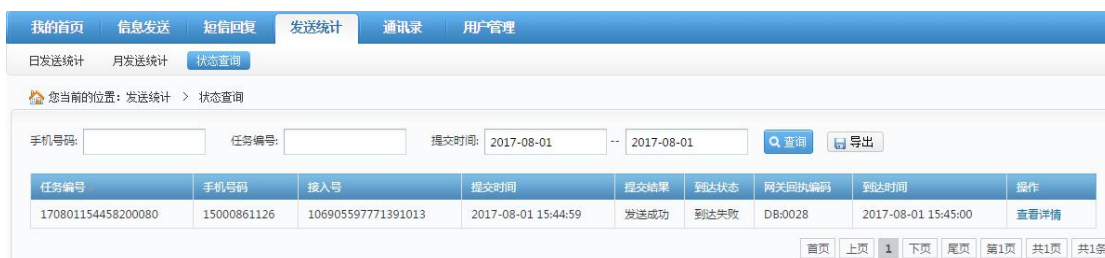 我的首页 信息发送 短信回复 发送统计 通讯录 用户管理
日发送统计 月发送统计 状态查询
您当前的位置：发送统计 > 状态查询
手机号码: 任务编号: 提交时间: 2017-08-01 -- 2017-08-01 查询 导出
任务编号 手机号码 接入号 提交时间 提交结果 到达状态 网关回执编码 到达时间 操作
170801154458200080 15000861126 106905597771391013 2017-08-01 15:44:59 发送成功 到达失败 DB:0028 2017-08-01 15:45:00 查看详情
首页 上页 1 下页 尾页 第1页 共1页 共1条